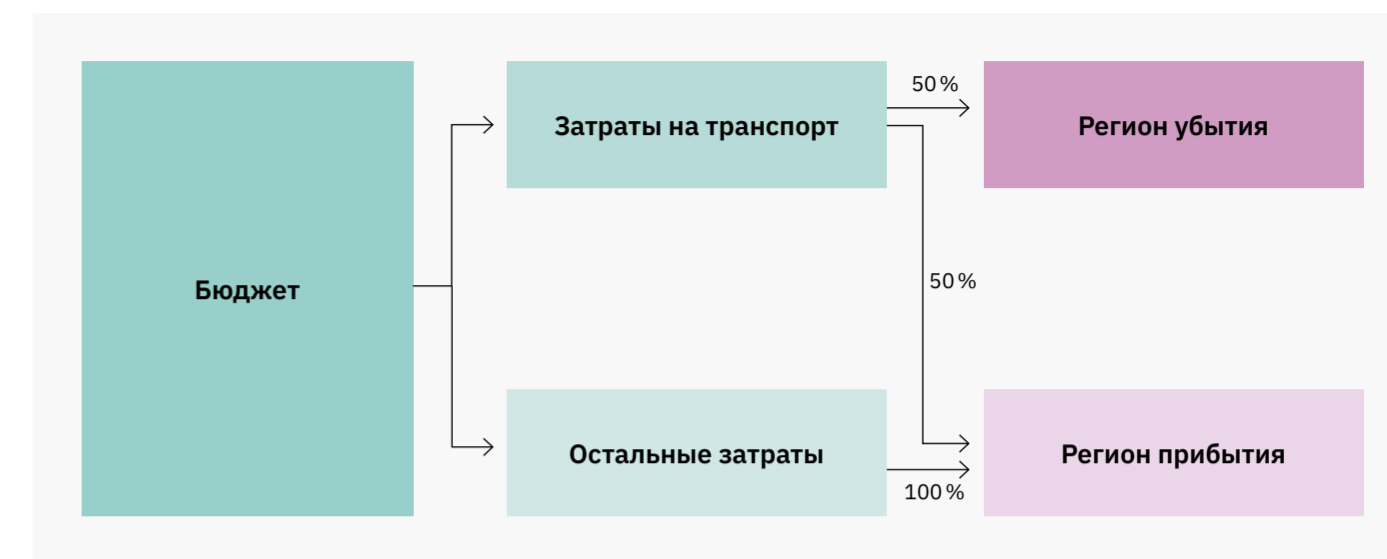 50 %
Затраты на транспорт
Регион убытия
50 %
Бюджет
Остальные затраты
Регион прибытия
100 %